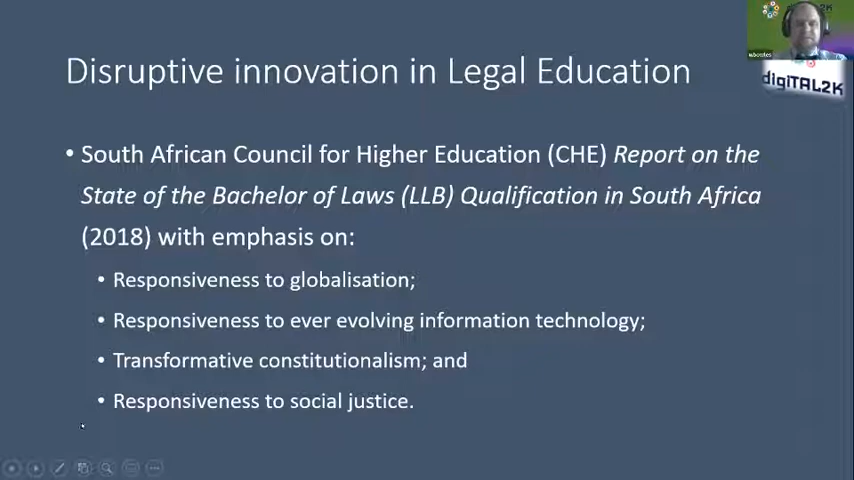 Disruptive innovation in Legal Education
digiTAL2K
• South African Council for Higher Education (CHE) Report on the
State of the Bachelor of Laws (LLB) Qualification in South Africa
(2018) with emphasis on:
• Responsiveness to globalisation;
• Responsiveness to ever evolving information technology;
• Transformative constitutionalism; and
• Responsiveness to social justice.